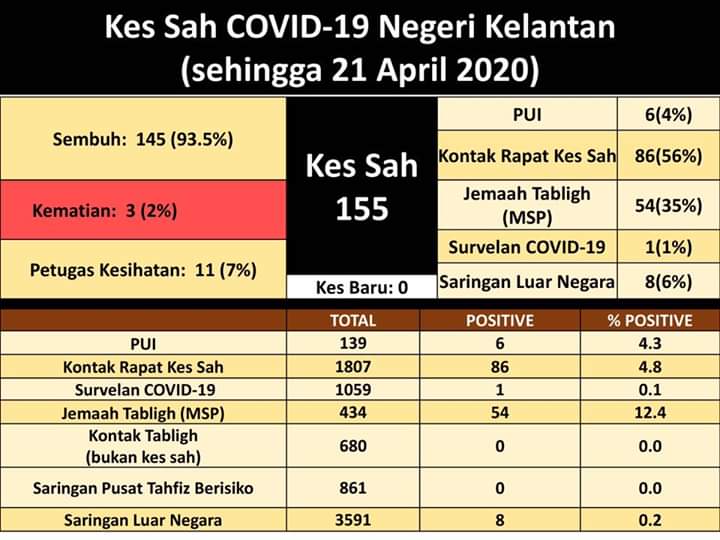 Kes Sah COVID-19 Negeri Kelantan
(sehingga 21 April 2020)
Sembuh: 145 (93.5%)
Kematian: 3 (2%)
Petugas Kesihatan: 11 (7%)
Kes Sah
155
Kes Baru: 0
PUI 6(4%)
Kontak Rapat Kes Sah 86(56%)
Jemaah Tabligh
(MSP) 54(35%)
Survelan COVID-19 1(1%)
Saringan Luar Negara 8(6%)
TOTAL POSITIVE % POSITIVE
PUI 139 6 4.3
Kontak Rapat Kes Sah 1807 86 4.8
Survelan COVID-19 1059 1 0.1
Jemaah Tabligh (MSP) 434 54 12.4
Kontak Tabligh
(bukan kes sah) 680 0 0.0
Saringan Pusat Tahfiz Berisiko 861 0 0.0
Saringan Luar Negara 3591 8 0.2